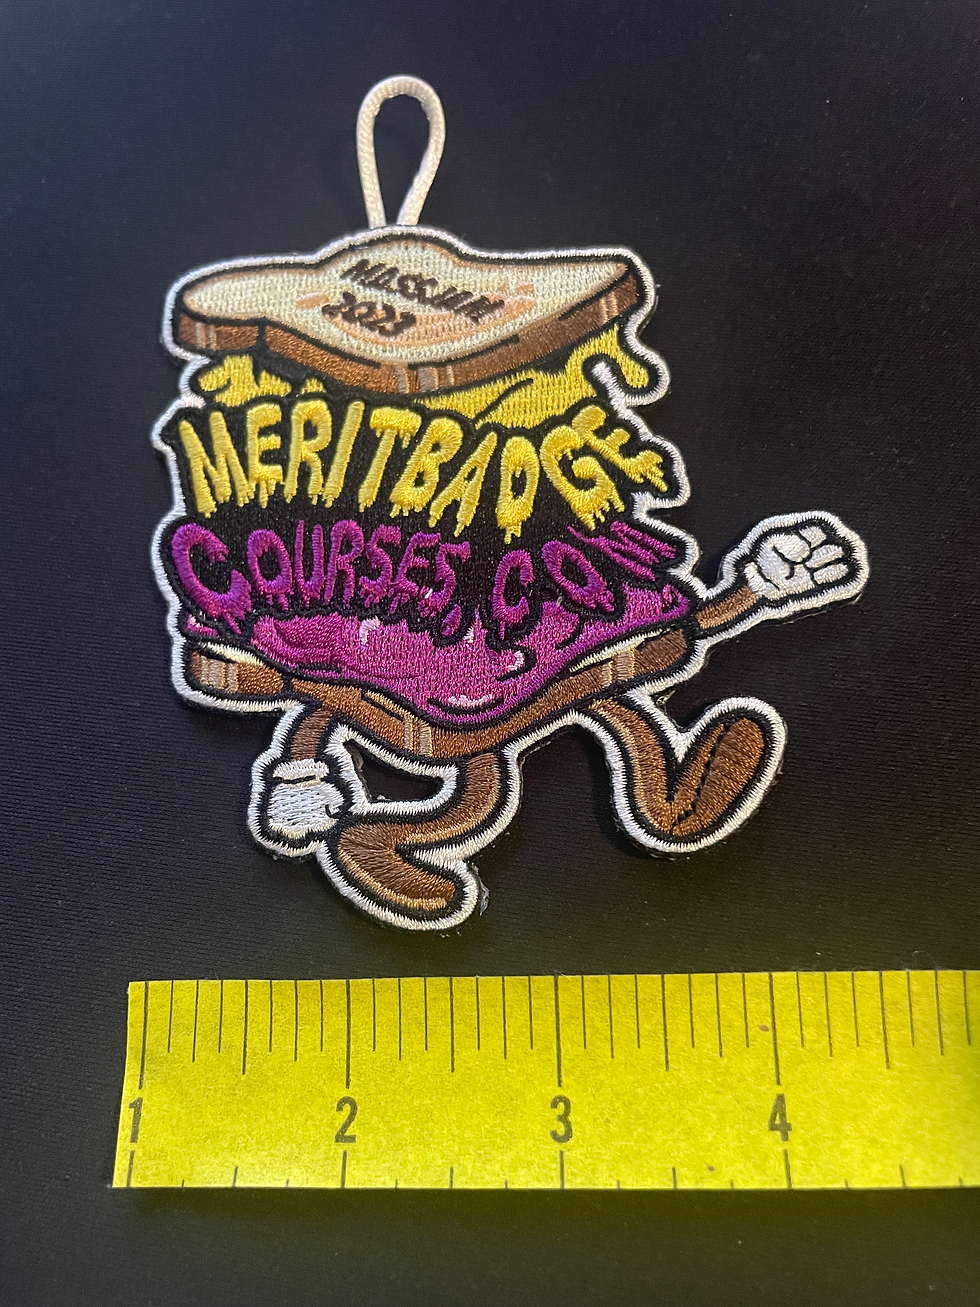 MASSJAM
2023
MERITBADGE
COURSES.COM
1 2 3 4